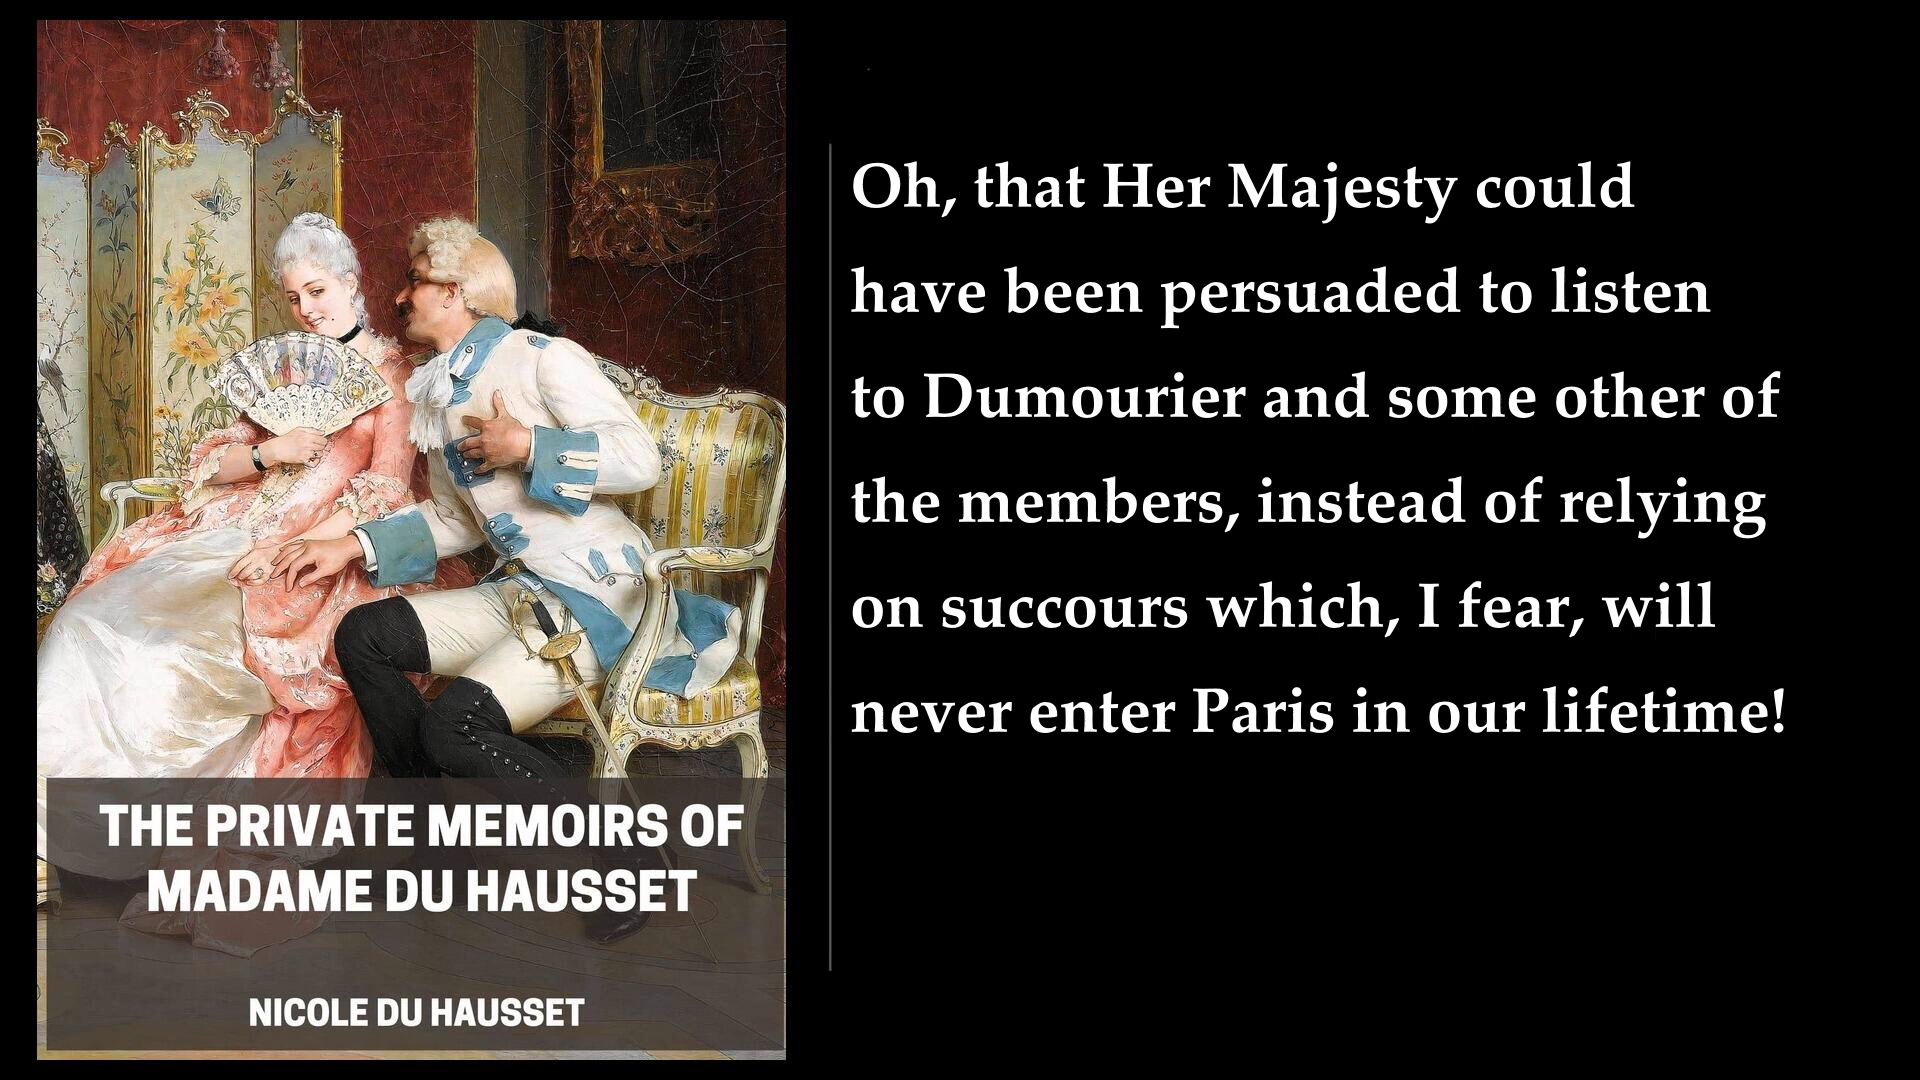 THE PRIVATE MEMOIRS OF
MADAME DU HAUSSET
NICOLE DU HAUSSET
Oh, that Her Majesty could
have been persuaded to listen
to Dumourier and some other of
the members, instead of relying
on succours which, I fear, will
never enter Paris in our lifetime!